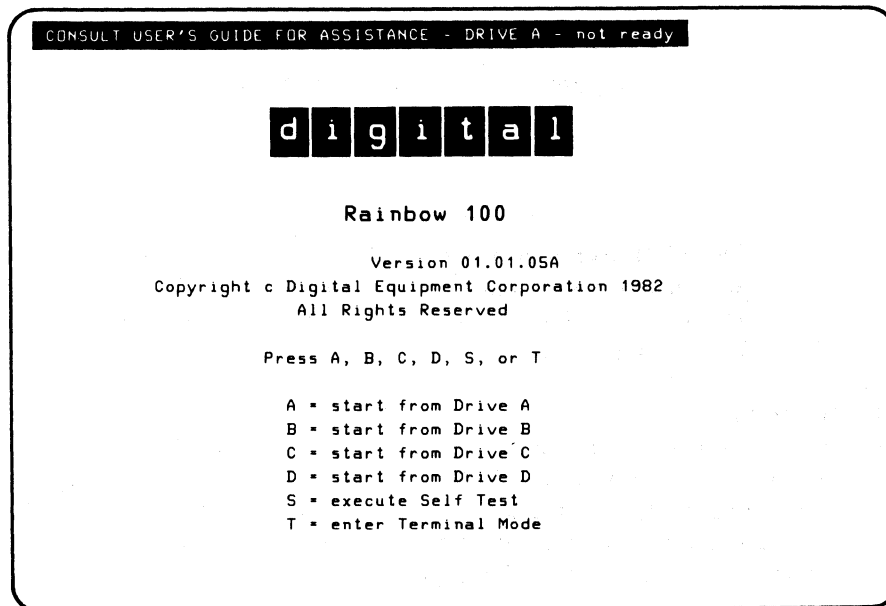 CONSULT USER'S GUIDE FOR ASSISTANCE - DRIVE A - not ready
digital
Rainbow 100
Version 01.01.05A
Copyright c Digital Equipment Corporation 1982
All Rights Reserved
Press A, B, C, D, S, or T
A = start from Drive A
B = start from Drive B
C = start from Drive C
D = start from Drive D
S = execute Self Test
T = enter Terminal Mode